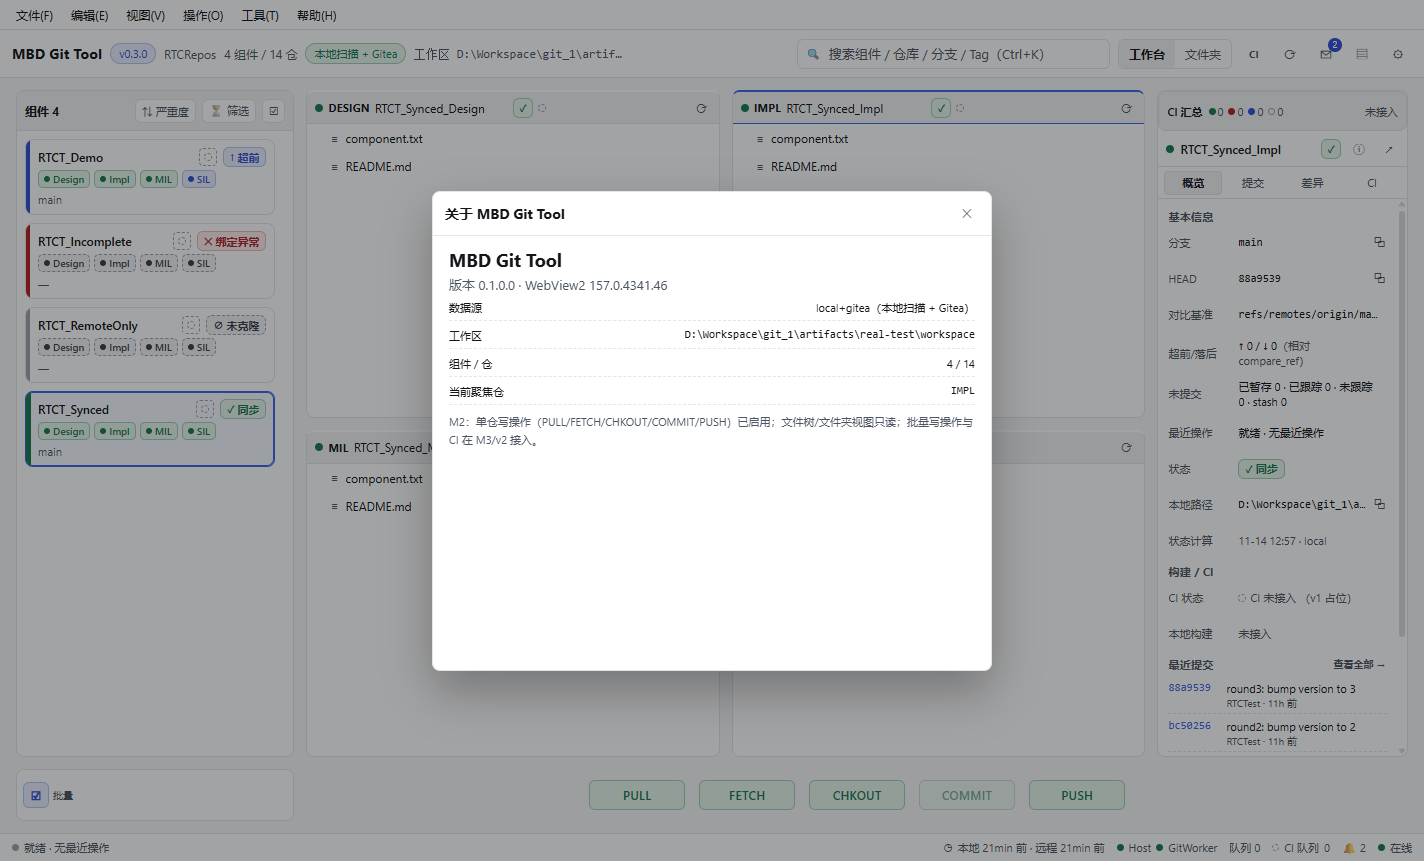 文件(F) 编辑(E) 视图(V) 操作(O) 工具(T) 帮助(H)
MBD Git Tool v0.3.0 RTCRepos 4 组件 / 14 仓 本地扫描 + Gitea 工作区 D:\Workspace\git_1\artif… 搜索组件 / 仓库 / 分支 / Tag（Ctrl+K） 工作台 文件夹 CI 2
组件 4 ⇅ 严重度 筛选
RTCT_Demo ↑ 超前
Design Impl MIL SIL
main
RTCT_Incomplete ✕ 绑定异常
Design Impl MIL SIL
—
RTCT_RemoteOnly ⊘ 未克隆
Design Impl MIL SIL
—
RTCT_Synced ✓ 同步
Design Impl MIL SIL
main
批量
DESIGN RTCT_Synced_Design ✓
component.txt
README.md
IMPL RTCT_Synced_Impl ✓
component.txt
README.md
MIL RTCT_Synced_M
component.txt
README.md
关于 MBD Git Tool
MBD Git Tool
版本 0.1.0.0 · WebView2 157.0.4341.46
数据源 local+gitea（本地扫描 + Gitea）
工作区 D:\Workspace\git_1\artifacts\real-test\workspace
组件 / 仓 4 / 14
当前聚焦仓 IMPL
M2：单仓写操作（PULL/FETCH/CHKOUT/COMMIT/PUSH）已启用；文件树/文件夹视图只读；批量写操作与
CI 在 M3/v2 接入。
CI 汇总 0 0 0 0 未接入
RTCT_Synced_Impl ✓
概览 提交 差异 CI
基本信息
分支 main
HEAD 88a9539
对比基准 refs/remotes/origin/ma…
超前/落后 ↑ 0 / ↓ 0（相对
compare_ref)
未提交 已暂存 0 · 已跟踪 0 · 未跟踪
0 · stash 0
最近操作 就绪 · 无最近操作
状态 ✓ 同步
本地路径 D:\Workspace\git_1\a…
状态计算 11-14 12:57 · local
构建 / CI
CI 状态 CI 未接入 （v1 占位）
本地构建 未接入
最近提交 查看全部 →
88a9539 round3: bump version to 3
RTCTest · 11h 前
bc50256 round2: bump version to 2
RTCTest · 11h 前
PULL FETCH CHKOUT COMMIT PUSH
就绪 · 无最近操作 本地 21min 前 · 远程 21min 前 Host GitWorker 队列 0 CI 队列 0 2 在线